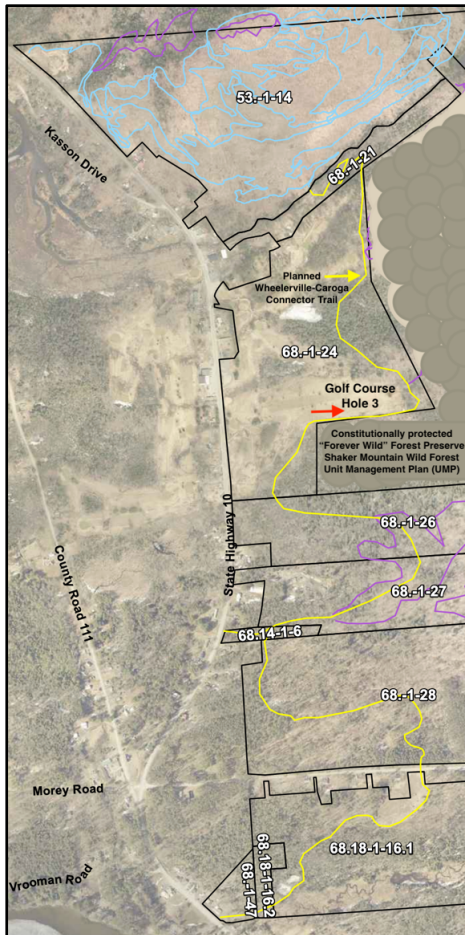 53.-1-14
Kasson Drive
68.-1-21
Planned
Wheelerville-Caroga
Connector Trail
68.-1-24
Golf Course
Hole 3
Constitutionally protected
“Forever Wild” Forest Preserve
Shaker Mountain Wild Forest
Unit Management Plan (UMP)
State Highway 10
68.-1-26
County Road 111
68.-1-27
68.14-1-6
68.-1-28
Morey Road
68.18-1-16.1
68.18-1-16.2
68.-1-47
Vrooman Road